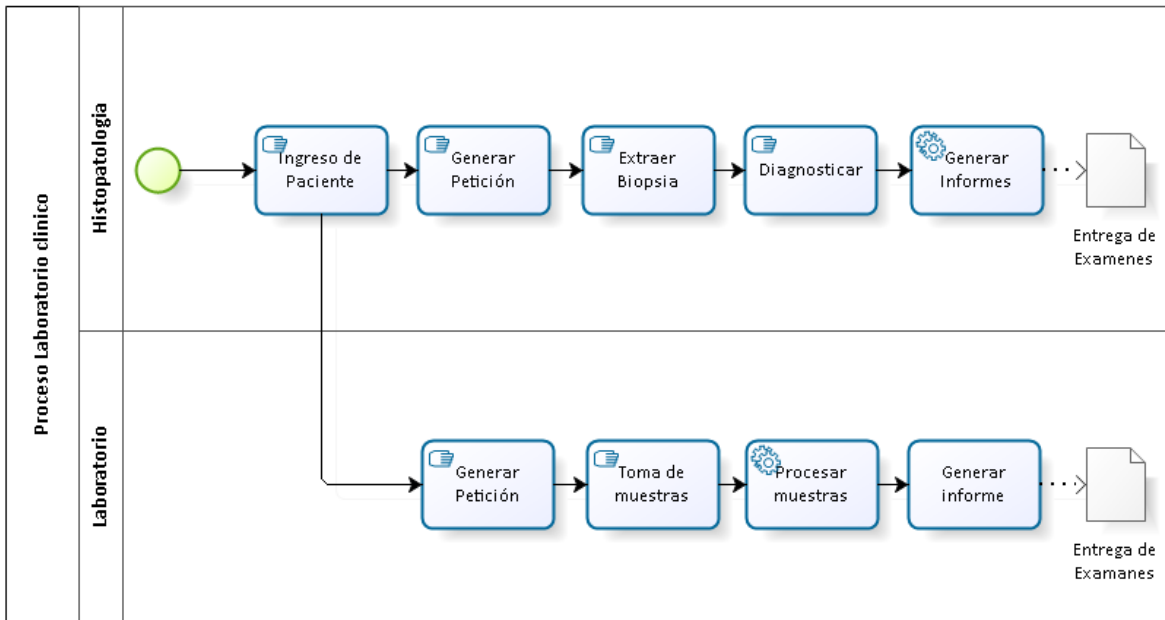 Proceso Laboratorio clinico
Histopatologia
Ingreso de
Paciente
Generar
Petición
Extraer
Biopsia
Diagnosticar
Generar
Informes
Entrega de
Examenes
Laboratorio
Generar
Petición
Toma de
muestras
Procesar
muestras
Generar
informe
Entrega de
Examanes